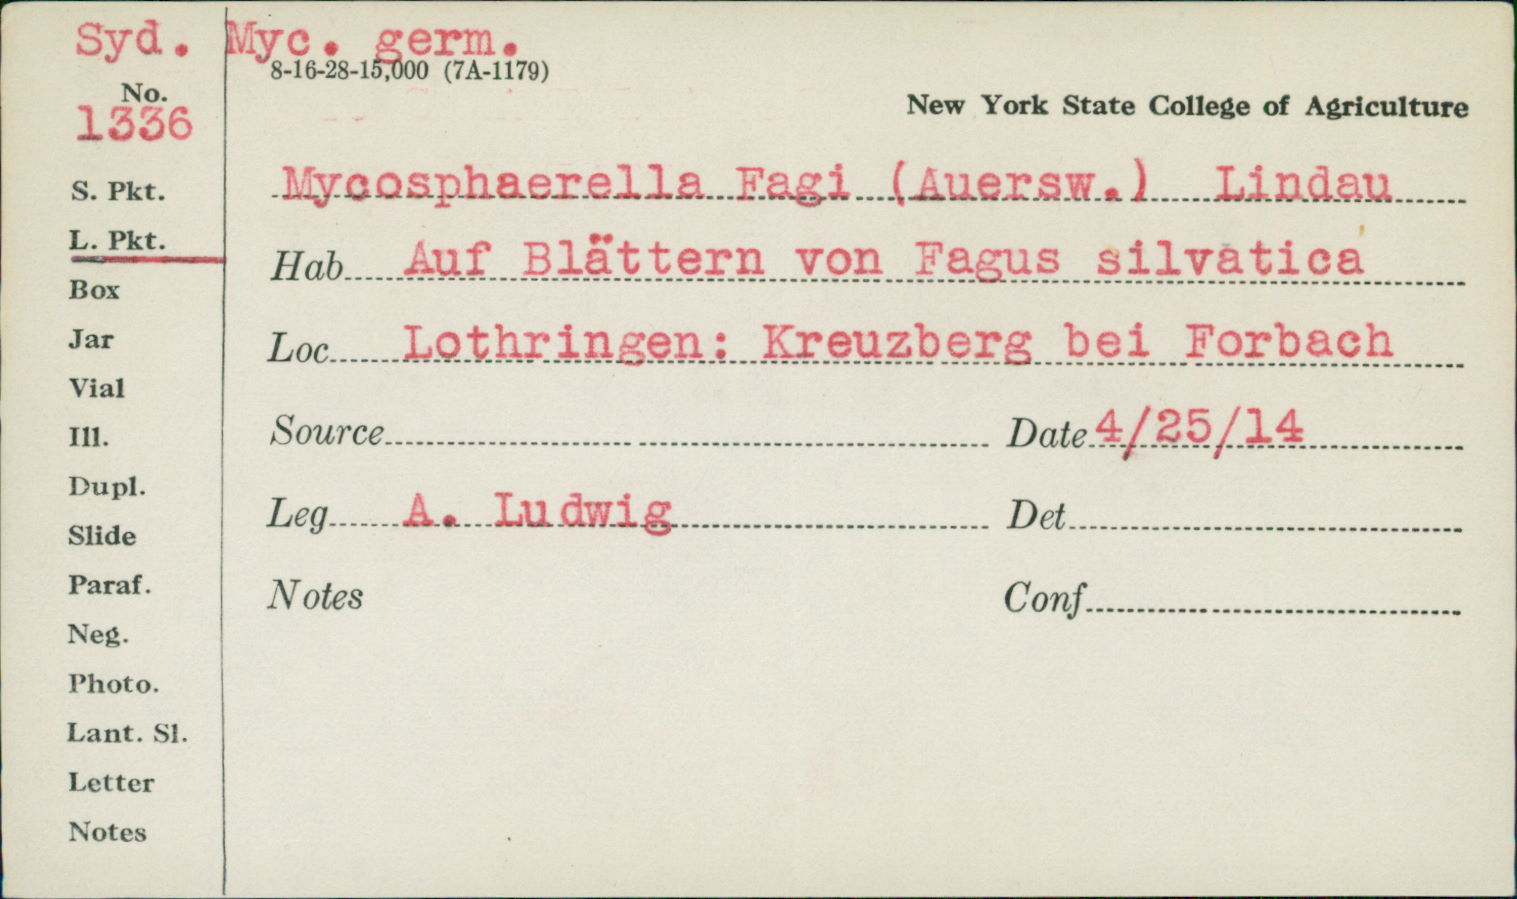 Syd. Myc. germ.
8-16-28-15,000 (7A-1179)
No.
1336
New York State College of Agriculture
S. Pkt.
Mycosphaerella Fagi (Auersw.) Lindau
L. Pkt.
Hab Auf Blättern von Fagus silvatica
Box
Jar
Loc Lothringen: Kreuzberg bei Forbach
Vial
Ill.
Source Date 4/25/14
Dupl.
Leg A. Ludwig Det
Slide
Paraf.
Notes Conf
Neg.
Photo.
Lant. Sl.
Letter
Notes